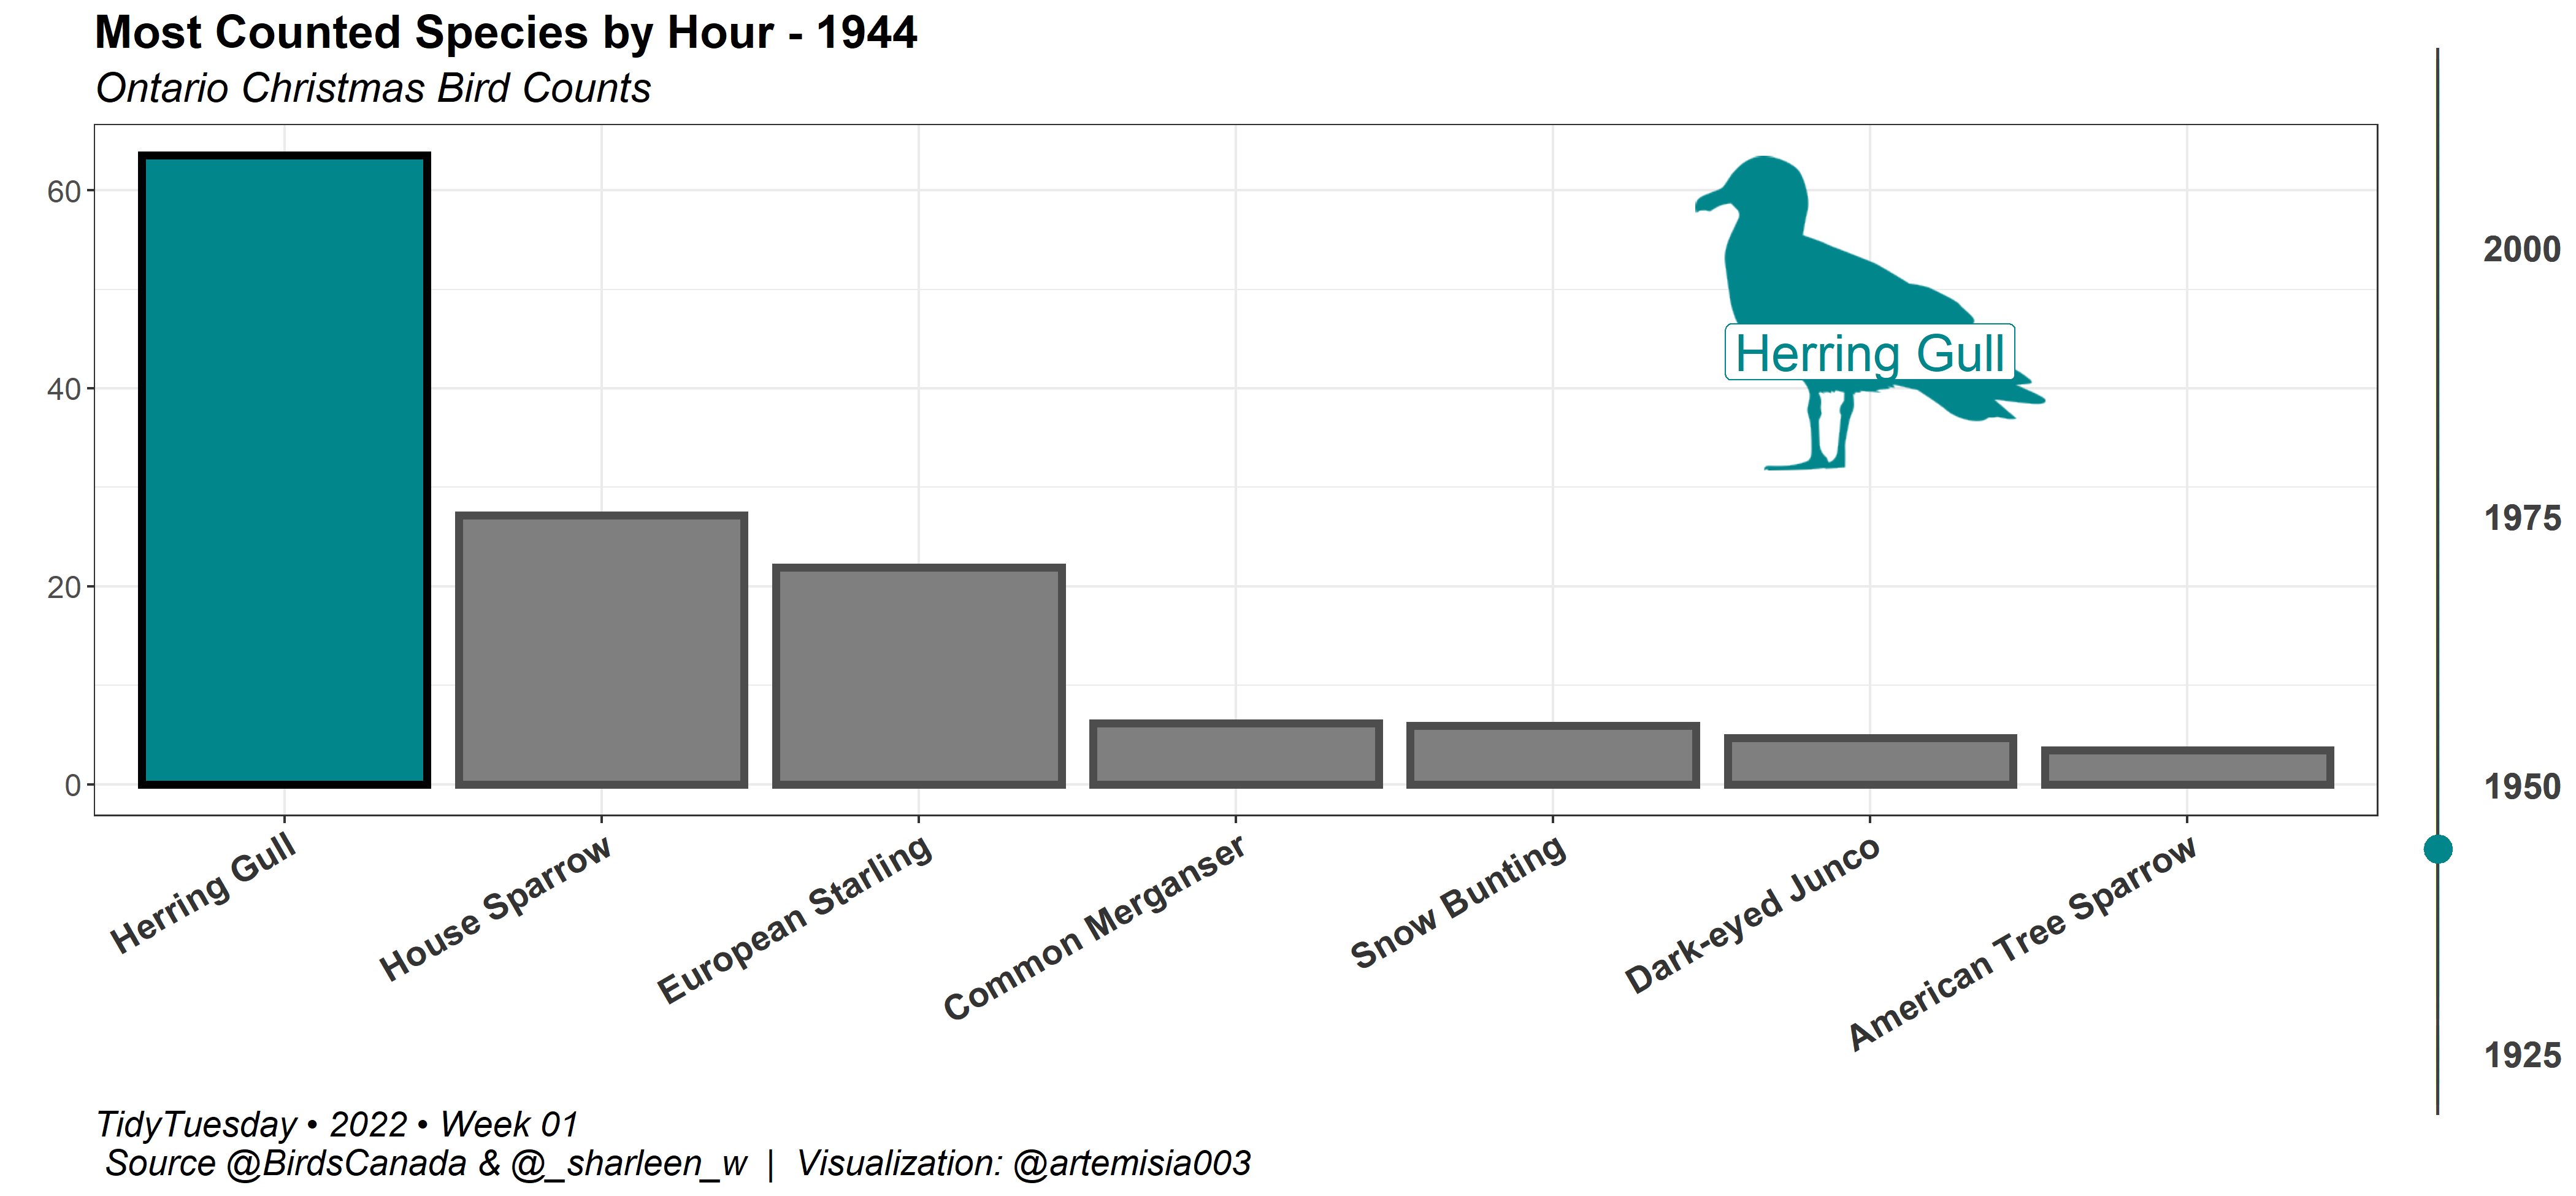 Most Counted Species by Hour - 1944
Ontario Christmas Bird Counts
60
40
20
0
Herring Gull
Herring Gull
House Sparrow
European Starling
Common Merganser
Snow Bunting
Dark-eyed Junco
American Tree Sparrow
2000
1975
1950
1925
TidyTuesday • 2022 • Week 01
Source @BirdsCanada & @_sharleen_w | Visualization: @artemisia003